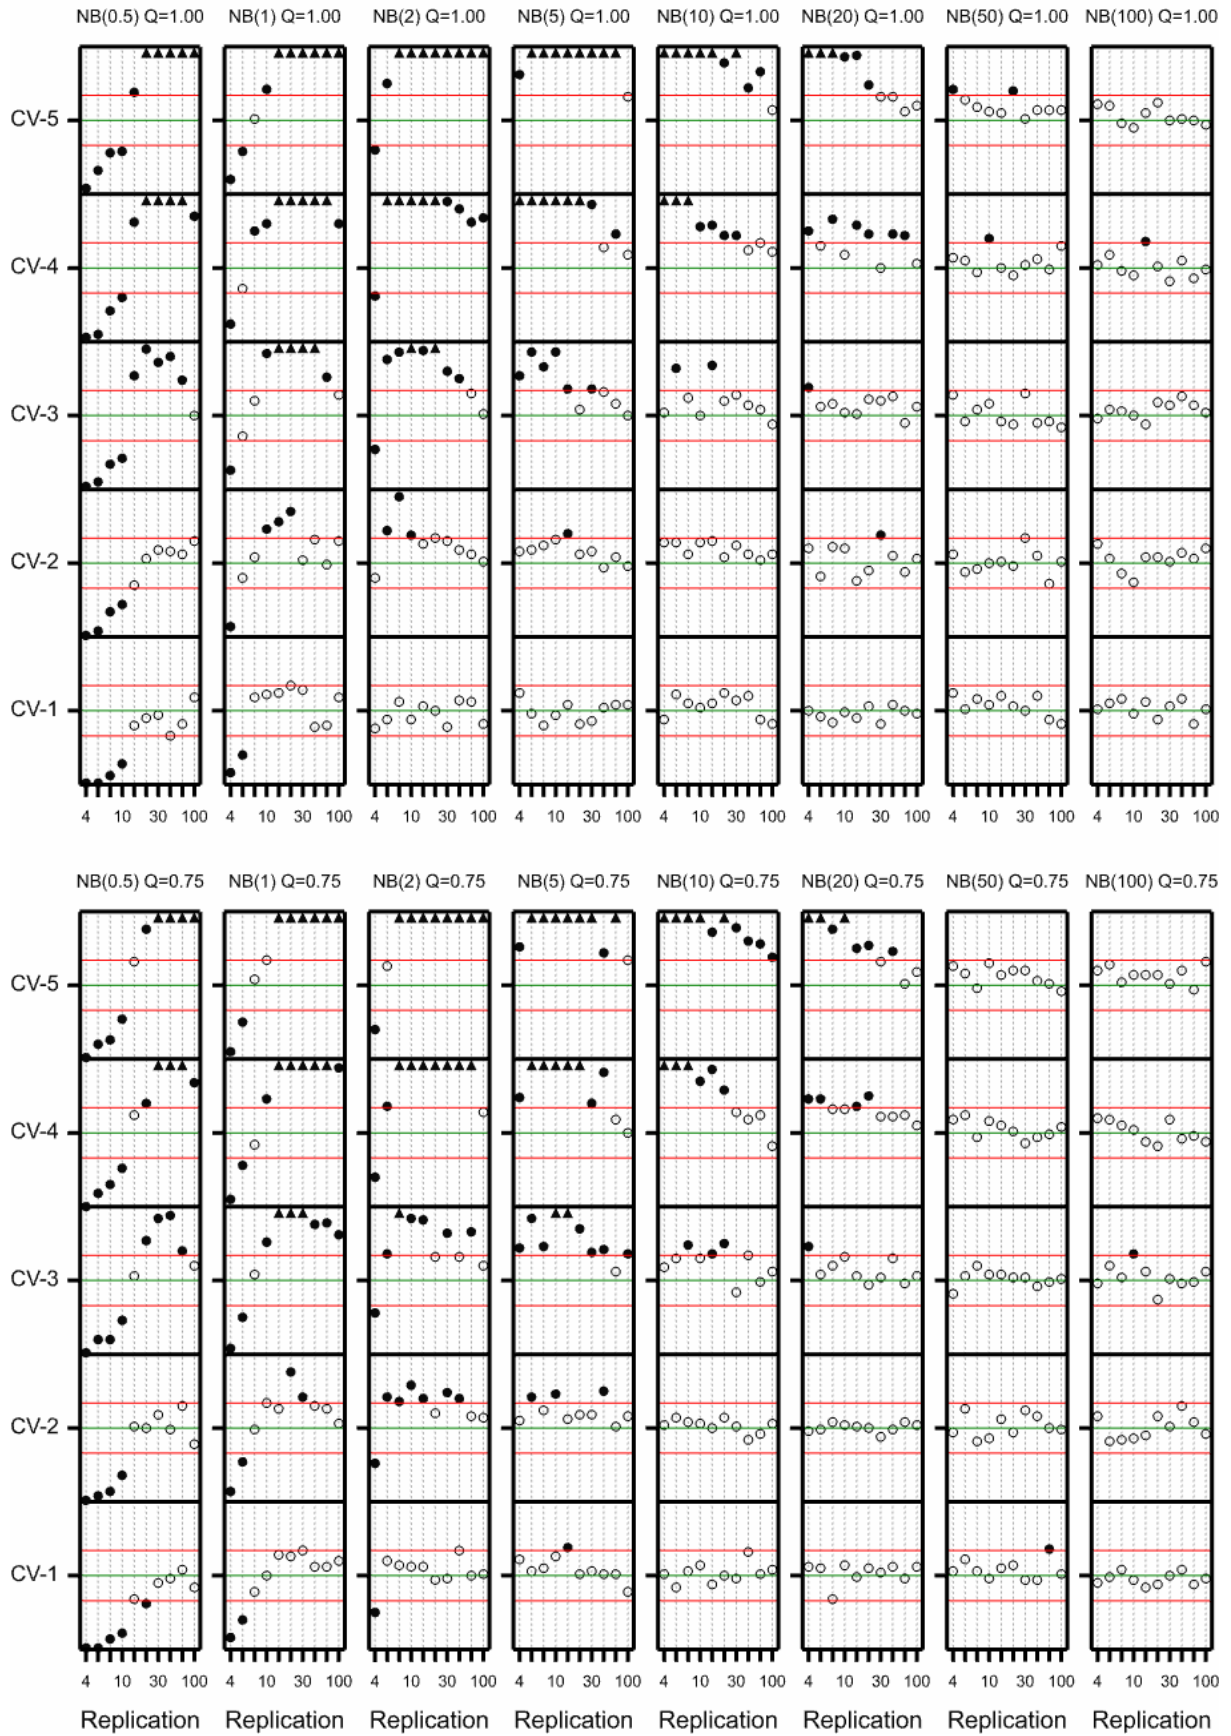 NB(0.5) Q=1.00 NB(1) Q=1.00 NB(2) Q=1.00 NB(5) Q=1.00 NB(10) Q=1.00 NB(20) Q=1.00 NB(50) Q=1.00 NB(100) Q=1.00
CV-5
CV-4
CV-3
CV-2
CV-1
4 10 30 100 4 10 30 100 4 10 30 100 4 10 30 100 4 10 30 100 4 10 30 100 4 10 30 100 4 10 30 100
NB(0.5) Q=0.75 NB(1) Q=0.75 NB(2) Q=0.75 NB(5) Q=0.75 NB(10) Q=0.75 NB(20) Q=0.75 NB(50) Q=0.75 NB(100) Q=0.75
CV-5
CV-4
CV-3
CV-2
CV-1
4 10 30 100 4 10 30 100 4 10 30 100 4 10 30 100 4 10 30 100 4 10 30 100 4 10 30 100 4 10 30 100
Replication Replication Replication Replication Replication Replication Replication Replication